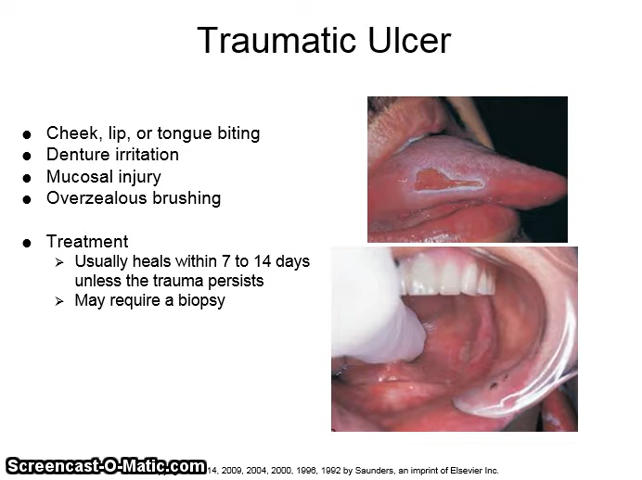 Traumatic Ulcer
Cheek, lip, or tongue biting
Denture irritation
Mucosal injury
Overzealous brushing
Treatment
Usually heals within 7 to 14 days
unless the trauma persists
May require a biopsy
Screencast-O-Matic.com
14, 2009, 2004, 2000, 1996, 1992 by Saunders, an imprint of Elsevier Inc.